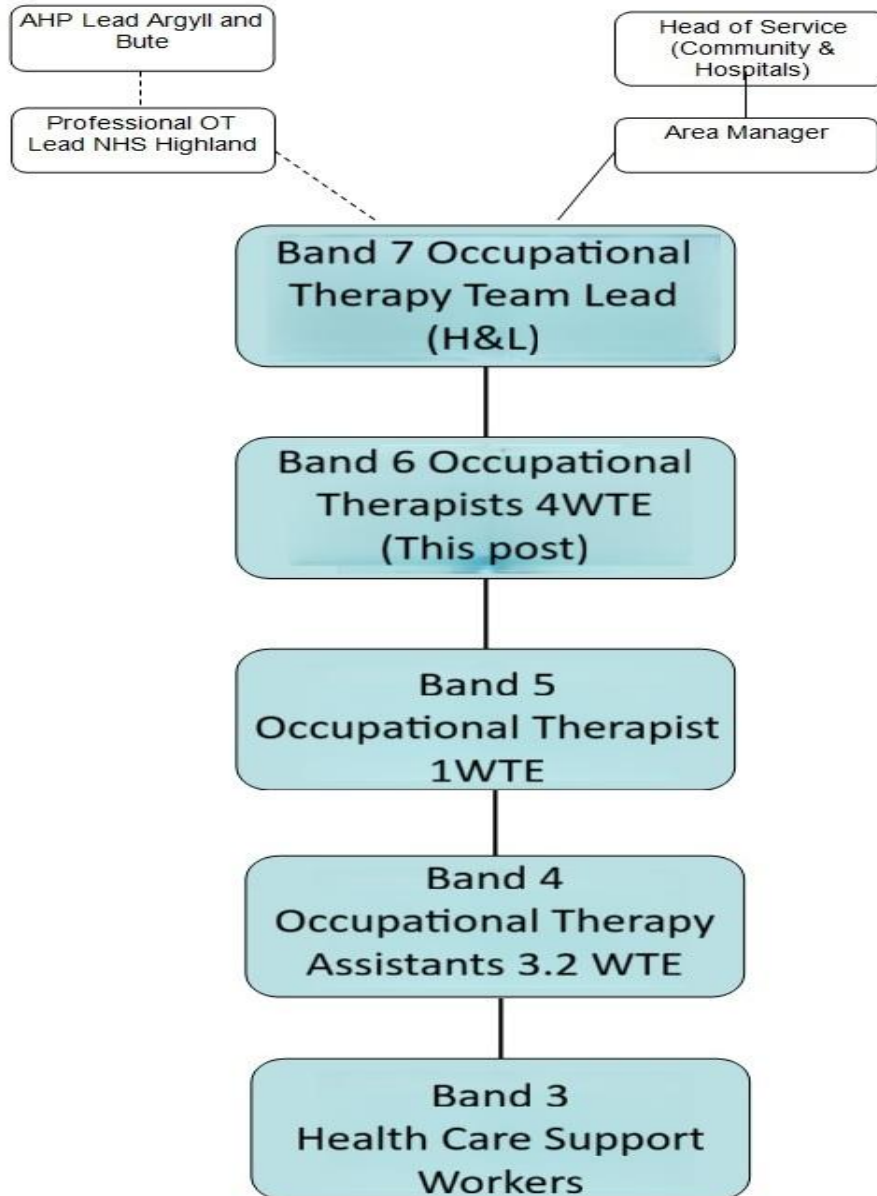 AHP Lead Argyll and
Bute
Professional OT
Lead NHS Highland
Head of Service
(Community &
Hospitals)
Area Manager
Band 7 Occupational
Therapy Team Lead
(H&L)
Band 6 Occupational
Therapists 4WTE
(This post)
Band 5
Occupational Therapist
1WTE
Band 4
Occupational Therapy
Assistants 3.2 WTE
Band 3
Health Care Support
Workers